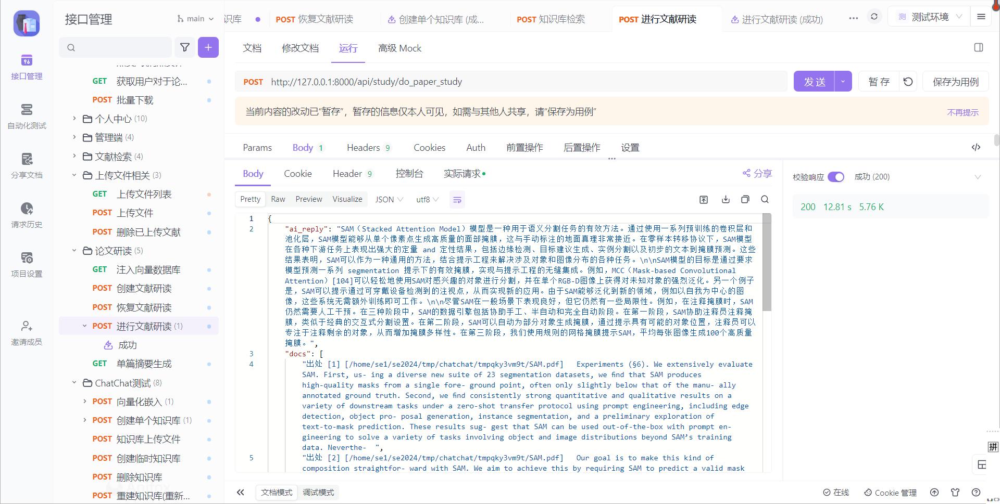 接口管理
main
识库
POST 恢复文献研读
创建单个知识库 (成...
POST 知识库检索
POST 进行文献研读
进行文献研读 (成功)
测 测试环境
文档
修改文档
运行
高级 Mock
接口管理
自动化测试
分享文档
请求历史
项目设置
邀请成员
GET 获取用户对于论...
POST 批量下载
个人中心 (10)
管理端 (4)
文献检索 (4)
上传文件相关 (3)
GET 上传文件列表
POST 上传文件
POST 删除已上传文献
论文研读 (5)
GET 注入向量数据库
POST 创建文献研读
POST 恢复文献研读
POST 进行文献研读 (1)
成功
GET 单篇摘要生成
ChatChat测试 (8)
POST 向量化嵌入 (1)
POST 创建单个知识库 (1)
POST 知识库上传文件
POST 创建临时知识库
POST 删除知识库
POST 重建知识库(重新...
POST http://127.0.0.1:8000/api/study/do_paper_study
发 送
暂 存
保存为用例
当前内容的改动已“暂存”，暂存的信息仅本人可见，如需与其他人共享，请“保存为用例”
不再提示
Params
Body 1
Headers 9
Cookies
Auth
前置操作
后置操作
设置
Body
Cookie
Header 9
控制台
实际请求
分享
校验响应
成功 (200)
Pretty
Raw
Preview
Visualize
JSON
utf8
200 12.81 s 5.76 K
1 {
2 "ai_reply": "SAM（Stacked Attention Model）模型是一种用于语义分割任务的有效方法。通过使用一系列预训练的卷积层和
池化层，SAM模型能够从单个像素点生成高质量的面部掩膜，这与手动标注的地面真理非常接近。在零样本转移协议下，SAM模型
在各种下游任务上表现出强大的定量 and 定性结果，包括边缘检测、目标建议生成、实例分割以及初步的文本到掩膜预测。这些
结果表明，SAM可以作为一种通用的方法，结合提示工程来解决涉及对象和图像分布的各种任务。\n\nSAM模型的目标是通过要求
模型预测一系列 segmentation 提示下的有效掩膜，实现与提示工程的无缝集成。例如，MCC（Mask-based Convolutional
Attention）[104]可以轻松地使用SAM对感兴趣的对象进行分割，并在单个RGB-D图像上获得对未知对象的强烈泛化。另一个例子
是，SAM可以提示通过可穿戴设备检测到的注视点，从而实现新的应用。由于SAM能够泛化到新的领域，例如以自我为中心的图
像，这些系统无需额外训练即可工作。\n\n尽管SAM在一般场景下表现良好，但它仍然有一些局限性。例如，在注释掩膜时，SAM
仍然需要人工干预。在三种阶段中，SAM的数据引擎包括协助手工、半自动和完全自动阶段。在第一阶段，SAM协助注释员注释掩
膜，类似于经典的交互式分割设置。在第二阶段，SAM可以自动为部分对象生成掩膜，通过提示具有可能的对象位置，注释员可以
专注于注释剩余的对象，从而增加掩膜多样性。在第三阶段，我们使用规则的网格掩膜提示SAM，平均每张图像生成100个高质量
掩膜。",
3 "docs": [
4 "出处 [1] [/home/se1/se2024/tmp/chatchat/tmpqky3vm9t/SAM.pdf] Experiments (§6). We extensively evaluate
SAM. First, us- ing a diverse new suite of 23 segmentation datasets, we find that SAM produces
high-quality masks from a single fore- ground point, often only slightly below that of the manu- ally
annotated ground truth. Second, we find consistently strong quantitative and qualitative results on a
variety of downstream tasks under a zero-shot transfer protocol using prompt engineering, including edge
detection, object pro- posal generation, instance segmentation, and a preliminary exploration of
text-to-mask prediction. These results sug- gest that SAM can be used out-of-the-box with prompt en-
gineering to solve a variety of tasks involving object and image distributions beyond SAM’s training
data. Neverthe- ",
5 "出处 [2] [/home/se1/se2024/tmp/chatchat/tmpqky3vm9t/SAM.pdf] Our goal is to make this kind of
composition straightfor- ward with SAM. We aim to achieve this by requiring SAM to predict a valid mask
拼
文档模式
调试模式
在线
Cookie 管理